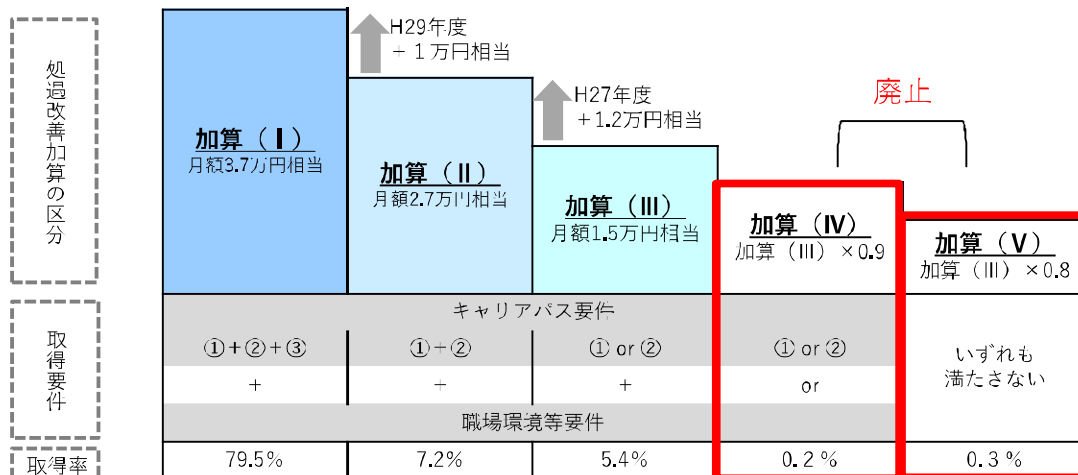 処遇改善加算の区分
H29年度
+1万円相当
H27年度
+1.2万円相当
廃止
加算(Ⅰ)
月額3.7万円相当
加算(Ⅱ)
月額2.7万円相当
加算(Ⅲ)
月額1.5万円相当
加算(Ⅳ)
加算(Ⅲ)×0.9
加算(Ⅴ)
加算(Ⅲ)×0.8
取得要件
キャリアパス要件
①+②+③
①+②
① or ②
① or ②
いずれも
満たさない
+
+
+
or
職場環境等要件
取得率
79.5%
7.2%
5.4%
0.2%
0.3%